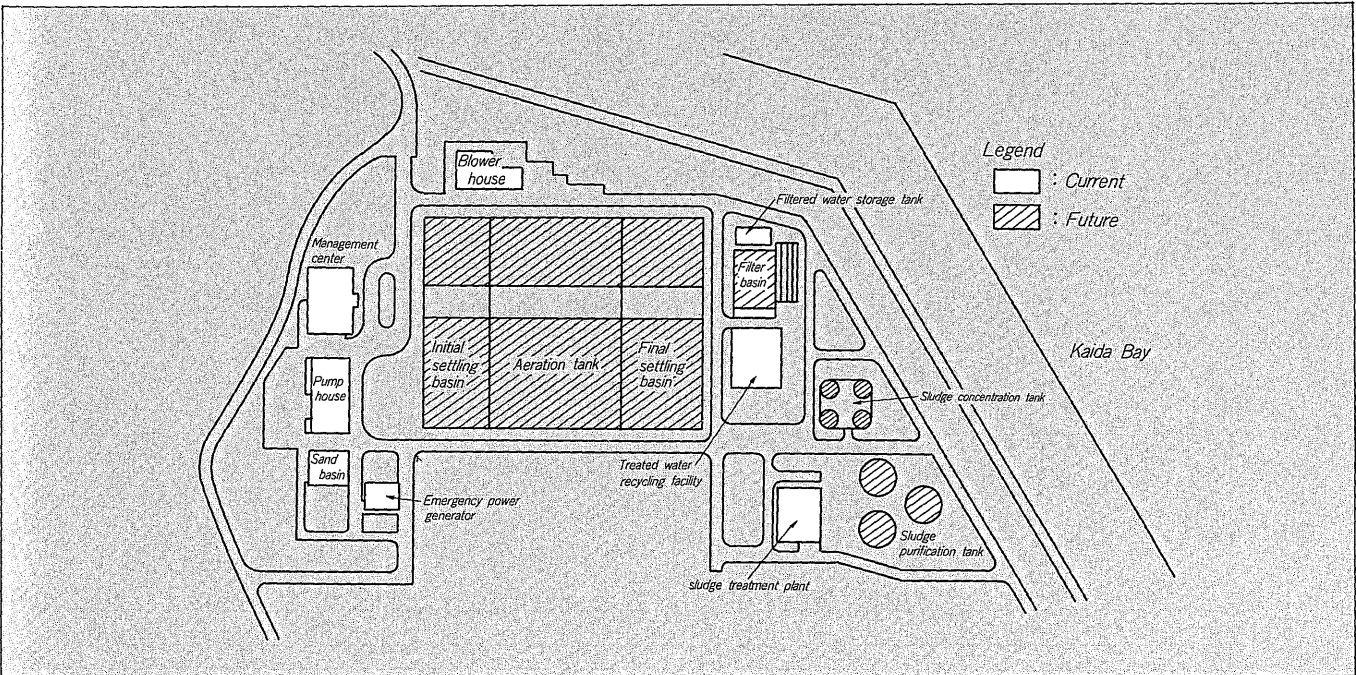 Legend
: Current
: Future
Blower
house
Filtered water storage tank
Management
center
Filter
basin
Kaida Bay
Initial
settling
basin
Aeration tank
Final
settling
basin
Pump
house
Sludge concentration tank
Sand
basin
Treated water
recycling facility
Emergency power
generator
Sludge
purification tank
sludge treatment plant